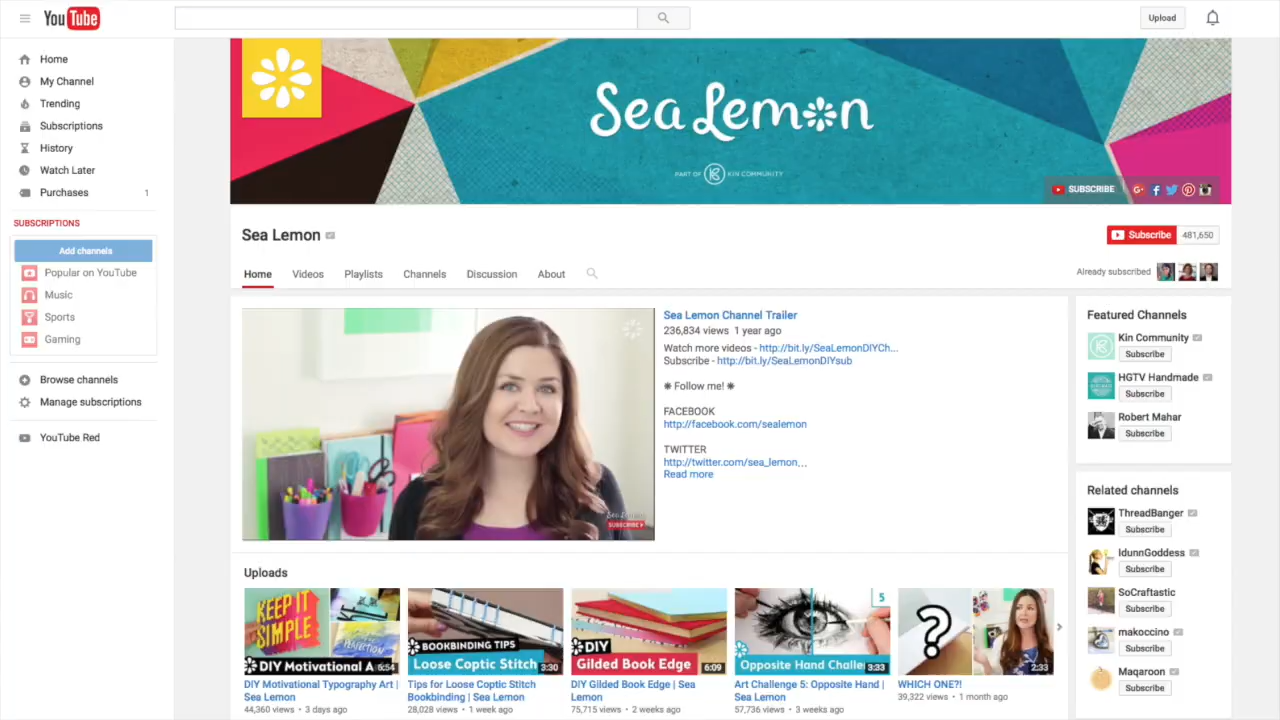 YouTube
Upload
Home
My Channel
Trending
Subscriptions
History
Watch Later
Purchases 1
SUBSCRIPTIONS
Add channels
Popular on YouTube
Music
Sports
Gaming
Browse channels
Manage subscriptions
YouTube Red
Sea Lemon
PART OF KIN COMMUNITY
SUBSCRIBE
Sea Lemon
Subscribe 481,650
Home Videos Playlists Channels Discussion About
Already subscribed
Sea Lemon
SUBSCRIBE
Sea Lemon Channel Trailer
236,834 views 1 year ago
Watch more videos - http://bit.ly/SeaLemonDIYCh...
Subscribe - http://bit.ly/SeaLemonDIYsub
❋ Follow me! ❋
FACEBOOK
http://facebook.com/sealemon
TWITTER
http://twitter.com/sea_lemon...
Read more
Featured Channels
Kin Community
Subscribe
HGTV Handmade
Subscribe
Robert Mahar
Subscribe
Related channels
ThreadBanger
Subscribe
IdunnGoddess
Subscribe
SoCraftastic
Subscribe
makoccino
Subscribe
Maqaroon
Subscribe
Uploads
KEEP IT
SIMPLE
DIY Motivational A 6:54
DIY Motivational Typography Art |
Sea Lemon
44,360 views • 3 days ago
BOOKBINDING TIPS
Loose Coptic Stitch 3:30
Tips for Loose Coptic Stitch
Bookbinding | Sea Lemon
28,028 views • 1 week ago
DIY
Gilded Book Edge 6:09
DIY Gilded Book Edge | Sea
Lemon
75,715 views • 2 weeks ago
5
Opposite Hand Challe 3:33
Art Challenge 5: Opposite Hand |
Sea Lemon
57,736 views • 3 weeks ago
?
2:33
WHICH ONE?!
39,322 views • 1 month ago